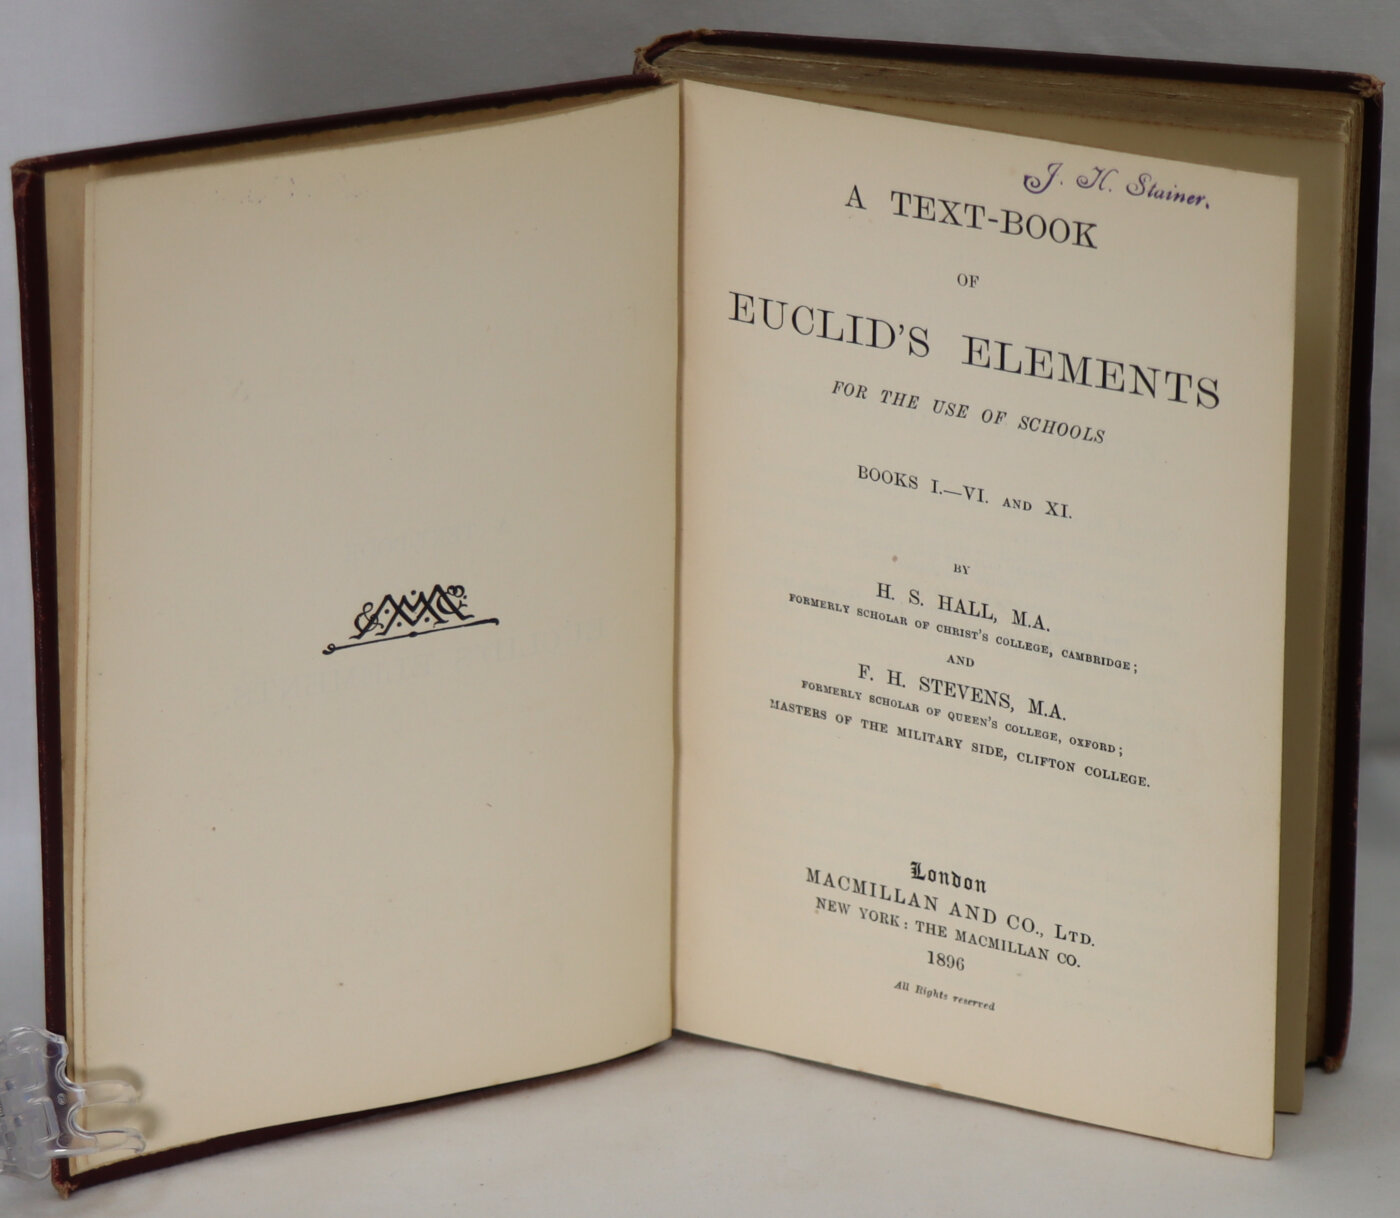 J. H. Stainer.
A TEXT-BOOK
OF
EUCLID'S ELEMENTS
FOR THE USE OF SCHOOLS
BOOKS I.—VI. AND XI.
BY
H. S. HALL, M.A.
FORMERLY SCHOLAR OF CHRIST'S COLLEGE, CAMBRIDGE;
AND
F. H. STEVENS, M.A.
FORMERLY SCHOLAR OF QUEEN'S COLLEGE, OXFORD;
MASTERS OF THE MILITARY SIDE, CLIFTON COLLEGE.
London
MACMILLAN AND CO., LTD.
NEW YORK: THE MACMILLAN CO.
1896
All Rights reserved